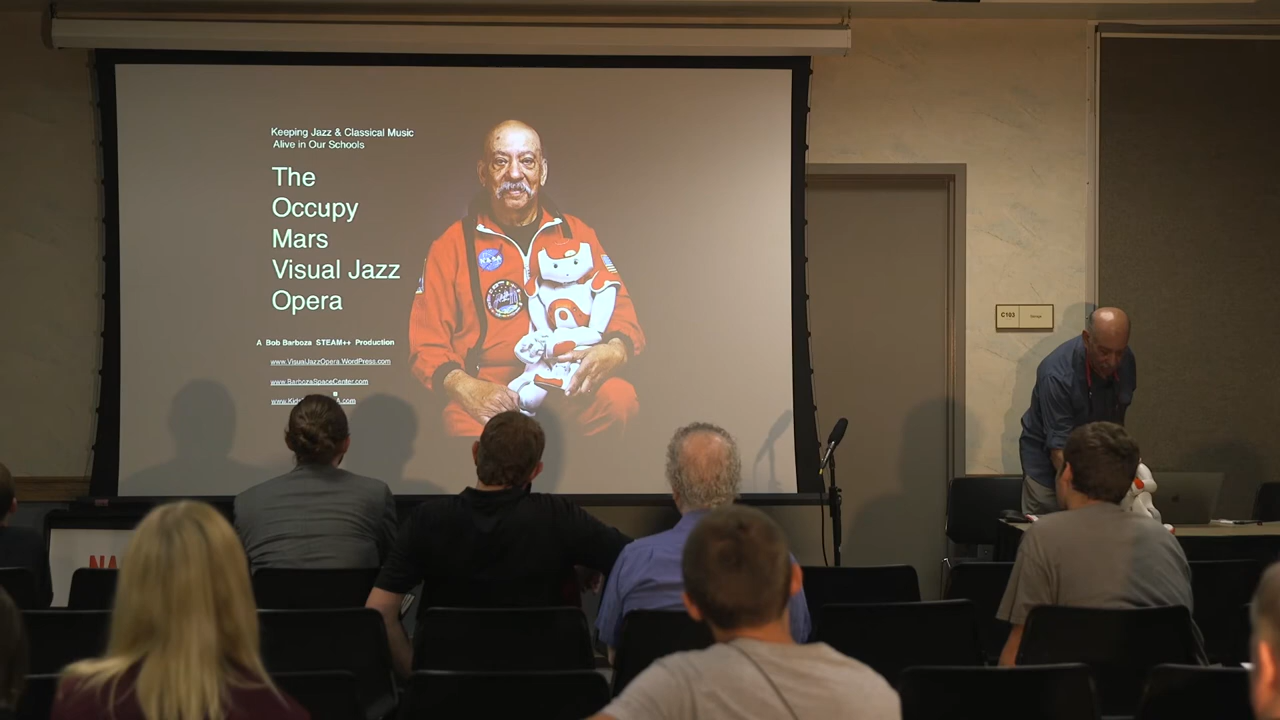 Keeping Jazz & Classical Music
Alive in Our Schools
The
Occupy
Mars
Visual Jazz
Opera
A Bob Barboza STEAM++ Production
www.VisualJazzOpera.WordPress.com
www.BarbozaSpaceCenter.com
NASA
C103